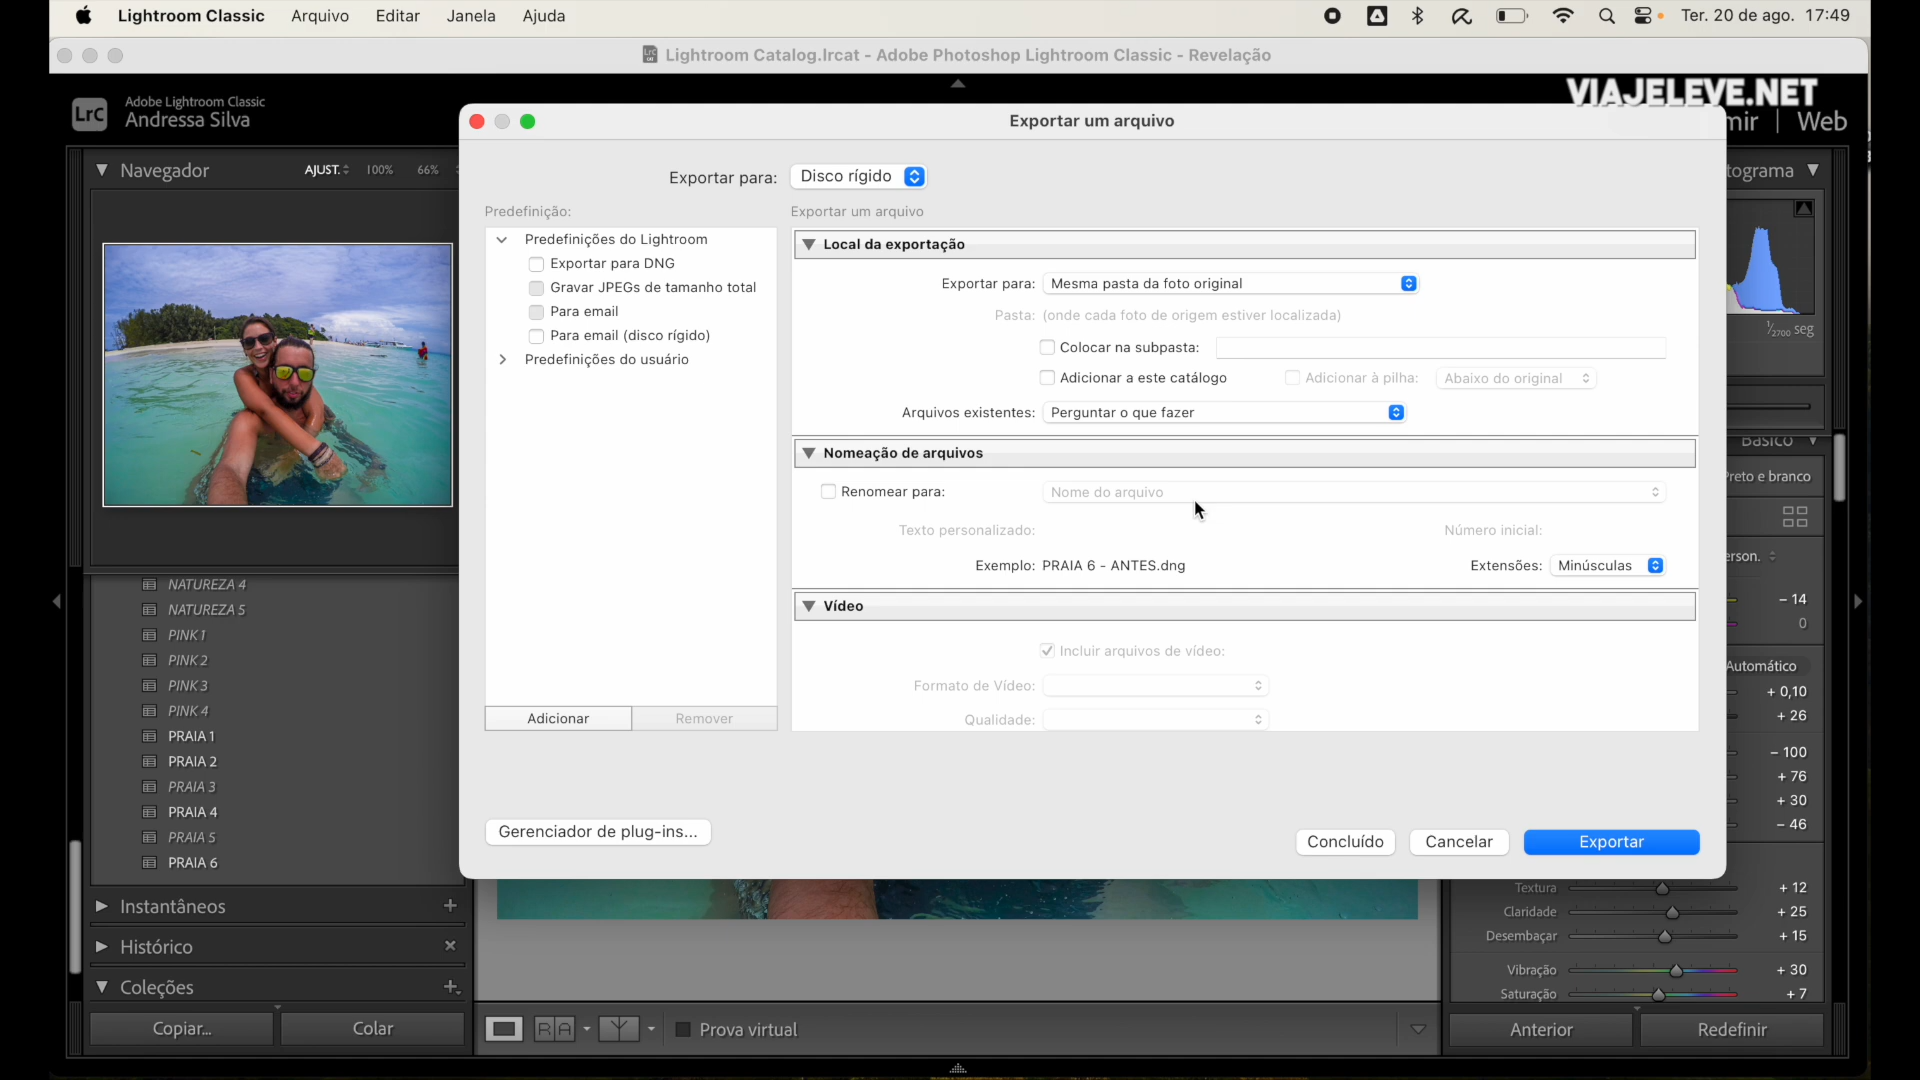 Lightroom Classic Arquivo Editar Janela Ajuda Ter. 20 de ago. 17:49
Lightroom Catalog.lrcat - Adobe Photoshop Lightroom Classic - Revelação
VIAJELEVE.NET
LrC Adobe Lightroom Classic
Andressa Silva
mir | Web
Exportar um arquivo
Navegador AJUST. 100% 66%
tograma
Exportar para: Disco rígido
Predefinição:
Exportar um arquivo
Predefinições do Lightroom
Exportar para DNG
Gravar JPEGs de tamanho total
Para email
Para email (disco rígido)
Predefinições do usuário
Adicionar Remover
Local da exportação
Exportar para: Mesma pasta da foto original
Pasta: (onde cada foto de origem estiver localizada)
Colocar na subpasta:
Adicionar a este catálogo Adicionar à pilha: Abaixo do original
Arquivos existentes: Perguntar o que fazer
Nomeação de arquivos
Renomear para: Nome do arquivo
Texto personalizado: Número inicial:
Exemplo: PRAIA 6 - ANTES.dng Extensões: Minúsculas
Vídeo
Incluir arquivos de vídeo:
Formato de Vídeo:
Qualidade:
Gerenciador de plug-ins...
Concluído Cancelar Exportar
NATUREZA 4
NATUREZA 5
PINK 1
PINK 2
PINK 3
PINK 4
PRAIA 1
PRAIA 2
PRAIA 3
PRAIA 4
PRAIA 5
PRAIA 6
Instantâneos
Histórico
Coleções
Copiar... Colar
R A Y Prova virtual
1/2700 seg
Básico
Preto e branco
erson.
- 14
0
Automático
+ 0,10
+ 26
- 100
+ 76
+ 30
- 46
Textura + 12
Claridade + 25
Desembaçar + 15
Vibração + 30
Saturação + 7
Anterior Redefinir